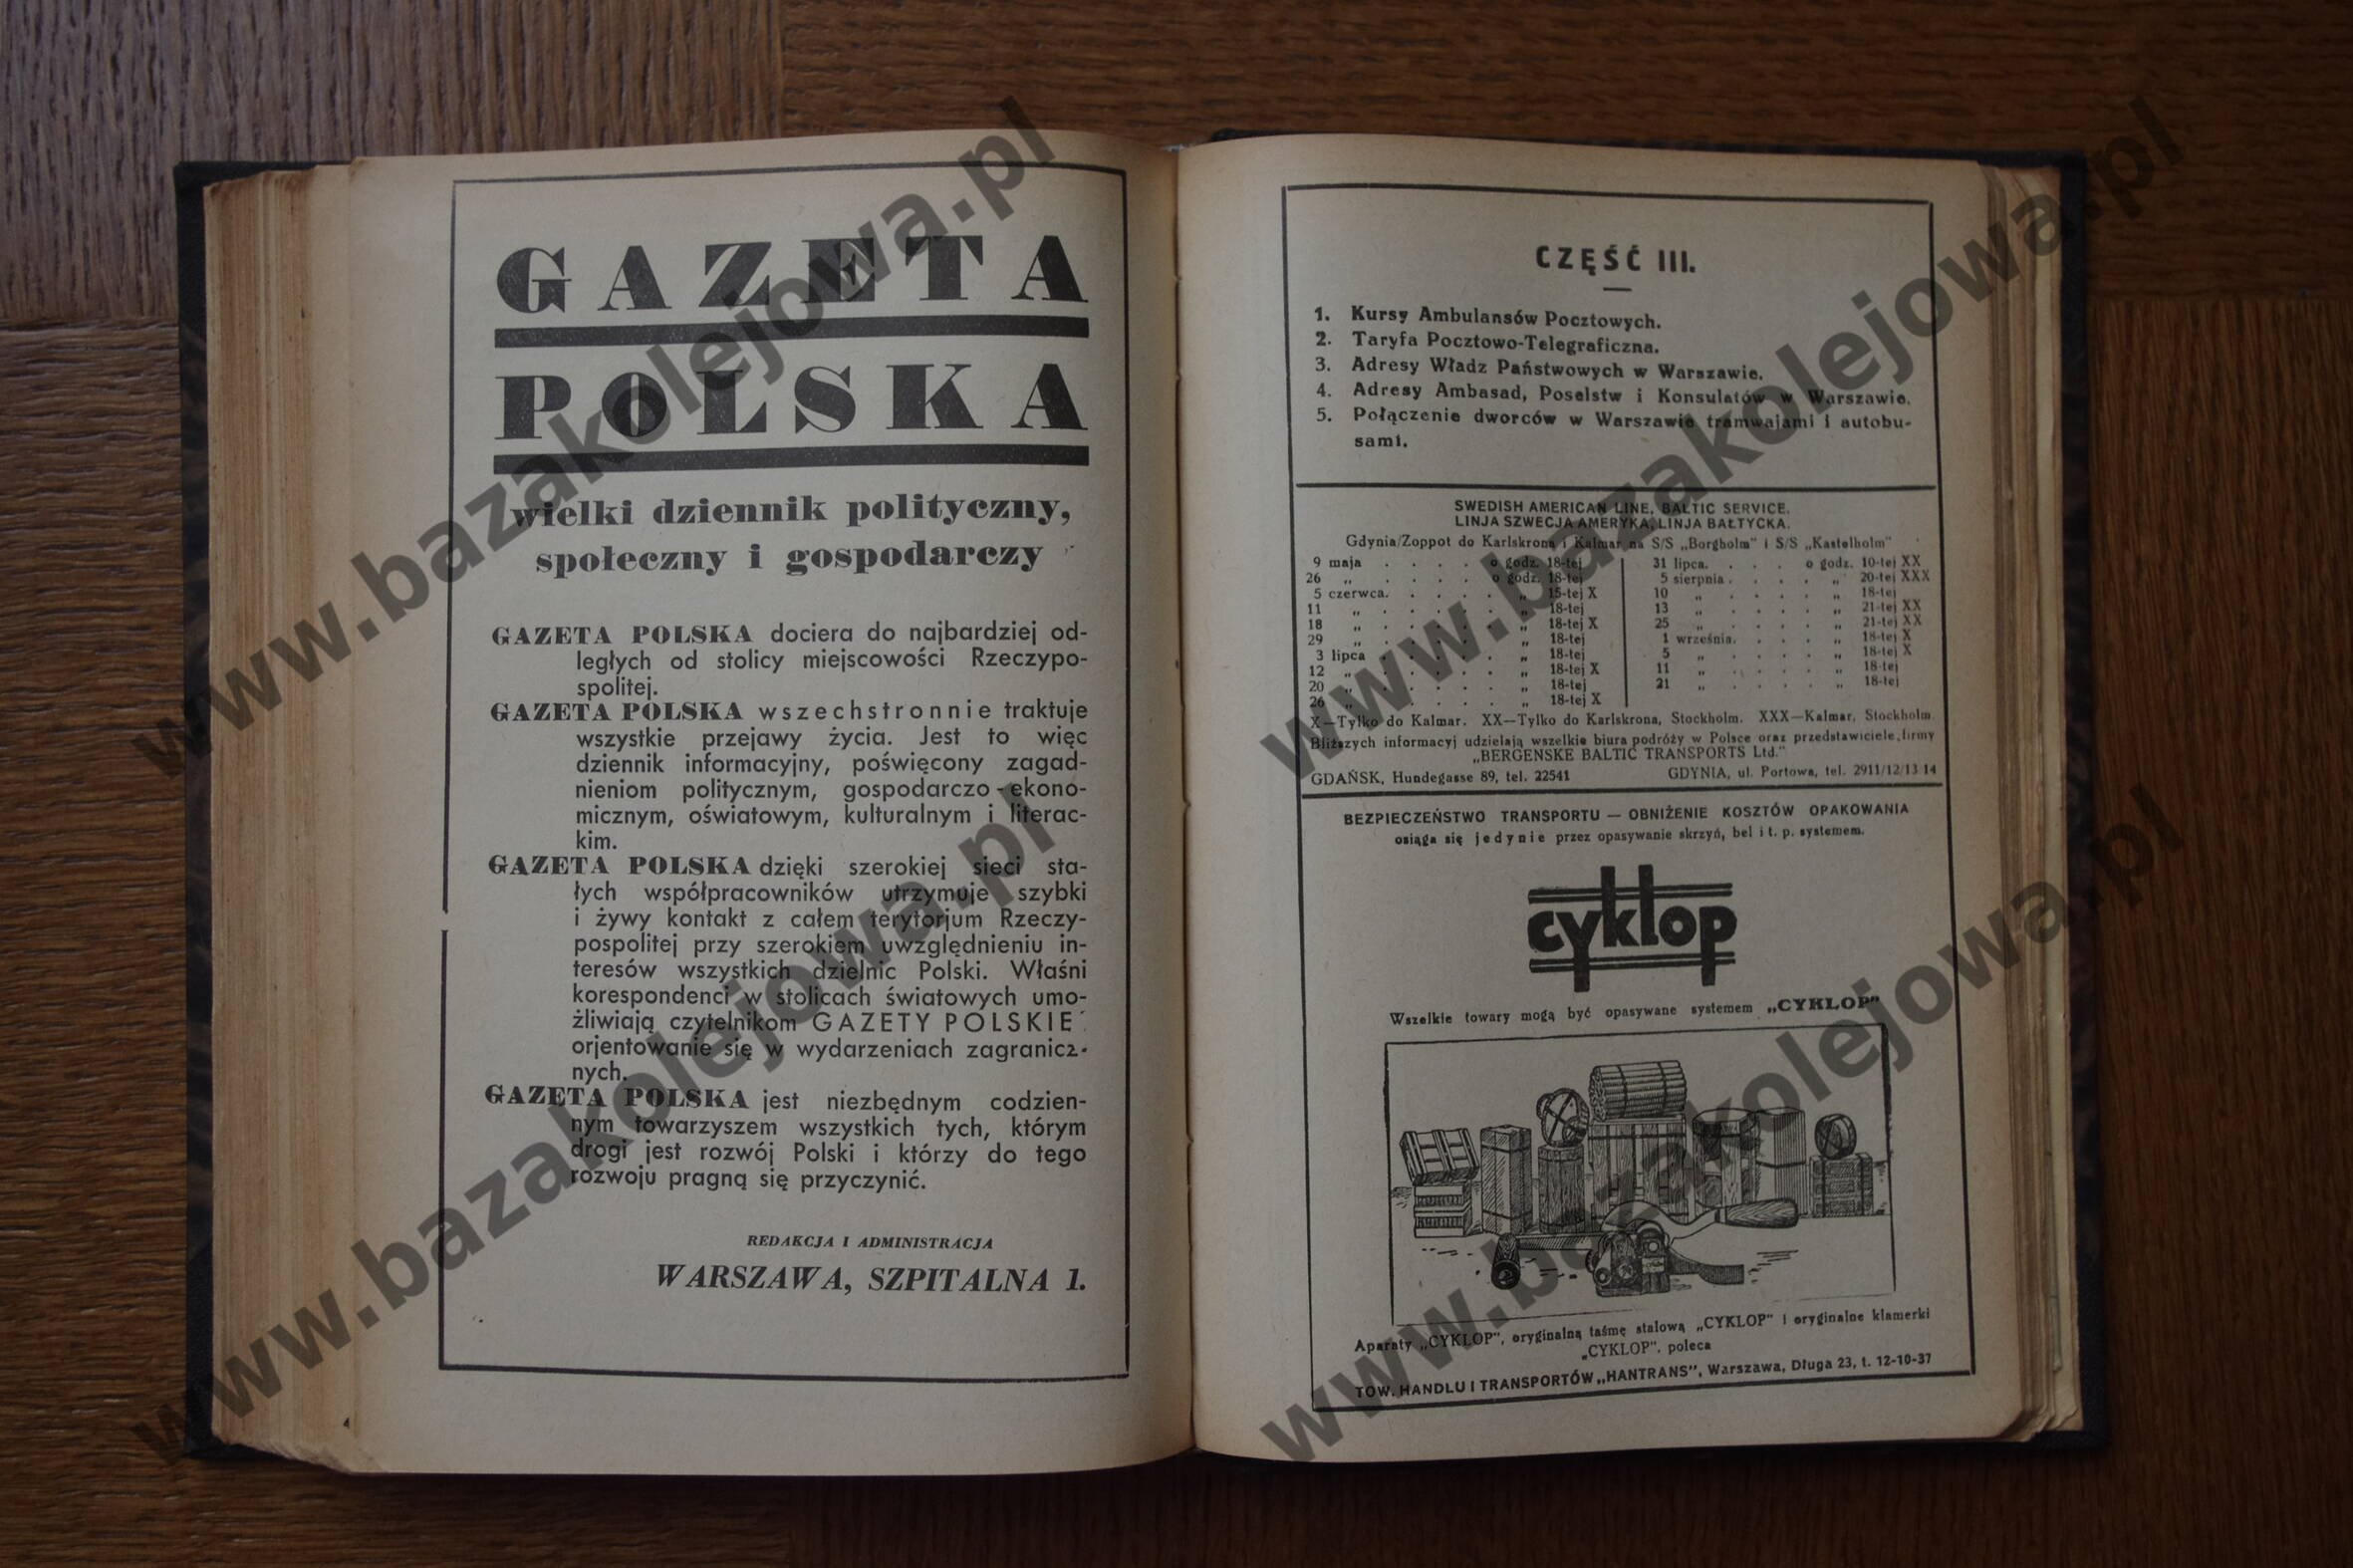 GAZETA
POLSKA
wielki dziennik polityczny,
społeczny i gospodarczy
GAZETA POLSKA dociera do najbardziej od-
ległych od stolicy miejscowości Rzeczypo-
spolitej.
GAZETA POLSKA wszechstronnie traktuje
wszystkie przejawy życia. Jest to więc
dziennik informacyjny, poświęcony zagad-
nieniom politycznym, gospodarczo-ekono-
micznym, oświatowym, kulturalnym i literac-
kim.
GAZETA POLSKA dzięki szerokiej sieci sta-
łych współpracowników utrzymuje szybki
i żywy kontakt z całem terytorjum Rzeczy-
pospolitej przy szerokiem uwzględnieniu in-
teresów wszystkich dzielnic Polski. Właśni
korespondenci w stolicach światowych umo-
żliwiają czytelnikom GAZETY POLSKIE
orjentowanie się w wydarzeniach zagranicz-
nych.
GAZETA POLSKA jest niezbędnym codzien-
nym towarzyszem wszystkich tych, którym
drogi jest rozwój Polski i którzy do tego
rozwoju pragną się przyczynić.
REDAKCJA I ADMINISTRACJA
WARSZAWA, SZPITALNA 1.
CZĘŚĆ III.
1. Kursy Ambulansów Pocztowych.
2. Taryfa Pocztowo-Telegraficzna.
3. Adresy Władz Państwowych w Warszawie.
4. Adresy Ambasad, Poselstw i Konsulatów w Warszawie.
5. Połączenie dworców w Warszawie tramwajami i autobu-
sami.
SWEDISH AMERICAN LINE, BALTIC SERVICE.
LINJA SZWECJA AMERYKA, LINJA BAŁTYCKA.
Gdynia/Zoppot do Karlskrona i Kalmar na S/S „Borgholm" i S/S „Kastelholm"
9 maja . . . . o godz. 18-tej
26 „ . . . . o godz. 18-tej
5 czerwca. . . . . „ 15-tej X
11 „ . . . . . „ 18-tej
18 „ . . . . . „ 18-tej X
29 „ . . . . . „ 18-tej
3 lipca . . . . . „ 18-tej
12 „ . . . . . „ 18-tej X
20 „ . . . . . „ 18-tej
26 „ . . . . . „ 18-tej X
31 lipca. . . . o godz. 10-tej XX
5 sierpnia . . . . „ 20-tej XXX
10 „ . . . . „ 18-tej
13 „ . . . . „ 21-tej XX
25 „ . . . . „ 21-tej XX
1 września. . . . „ 18-tej X
5 „ . . . . „ 18-tej X
11 „ . . . . „ 18-tej
21 „ . . . . „ 18-tej
X—Tylko do Kalmar. XX—Tylko do Karlskrona, Stockholm. XXX—Kalmar, Stockholm
Bliższych informacyj udzielają wszelkie biura podróży w Polsce oraz przedstawiciele firmy
„BERGENSKE BALTIC TRANSPORTS Ltd."
GDAŃSK, Hundegasse 89, tel. 22541 GDYNIA, ul. Portowa, tel. 2911/12/13 14
BEZPIECZEŃSTWO TRANSPORTU — OBNIŻENIE KOSZTÓW OPAKOWANIA
osiąga się jedynie przez opasywanie skrzyń, bel i t. p. systemem.
cyklop
Wszelkie towary mogą być opasywane systemem „CYKLOP"
Aparaty „CYKLOP", oryginalną taśmę stalową „CYKLOP" i oryginalne klamerki
„CYKLOP". poleca
TOW. HANDLU I TRANSPORTÓW „HANTRANS", Warszawa, Długa 23, t. 12-10-37
www.bazakolejowa.pl
www.bazakolejowa.pl
www.bazakolejowa.pl
www.bazakolejowa.pl